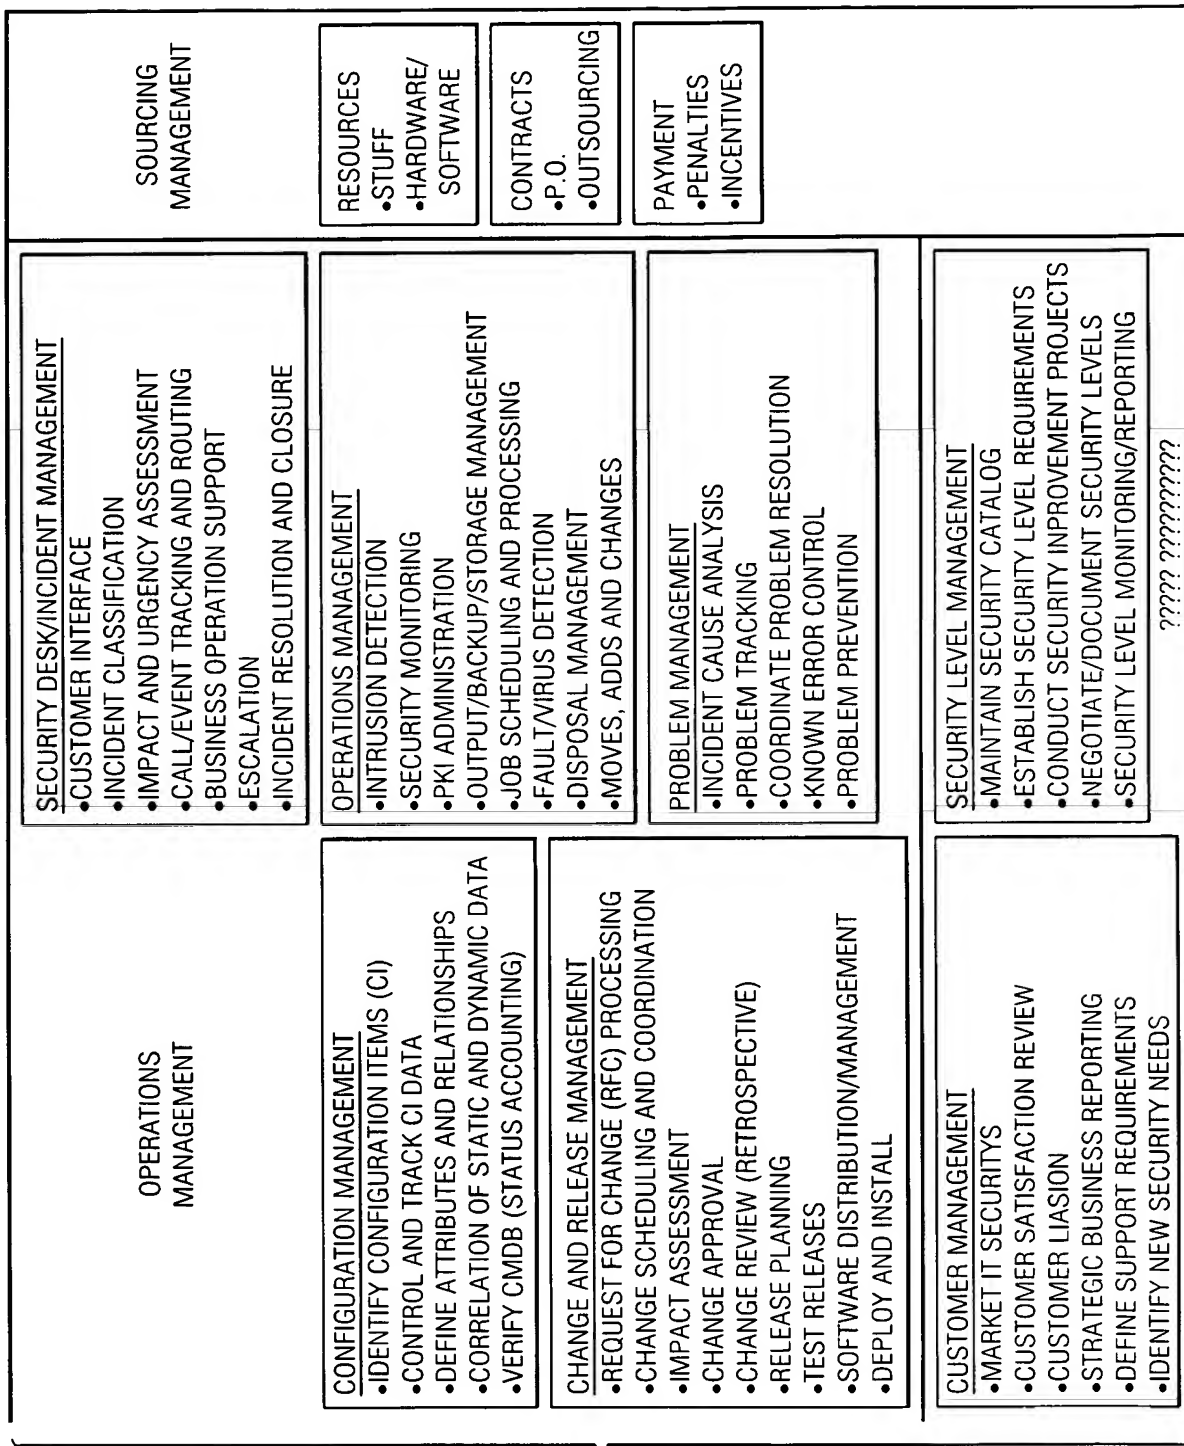 OPERATIONS
MANAGEMENT
CONFIGURATION MANAGEMENT
•IDENTIFY CONFIGURATION ITEMS (CI)
•CONTROL AND TRACK CI DATA
•DEFINE ATTRIBUTES AND RELATIONSHIPS
•CORRELATION OF STATIC AND DYNAMIC DATA
•VERIFY CMDB (STATUS ACCOUNTING)
CHANGE AND RELEASE MANAGEMENT
•REQUEST FOR CHANGE (RFC) PROCESSING
•CHANGE SCHEDULING AND COORDINATION
•IMPACT ASSESSMENT
•CHANGE APPROVAL
•CHANGE REVIEW (RETROSPECTIVE)
•RELEASE PLANNING
•TEST RELEASES
•SOFTWARE DISTRIBUTION/MANAGEMENT
•DEPLOY AND INSTALL
SECURITY DESK/INCIDENT MANAGEMENT
•CUSTOMER INTERFACE
•INCIDENT CLASSIFICATION
•IMPACT AND URGENCY ASSESSMENT
•CALL/EVENT TRACKING AND ROUTING
•BUSINESS OPERATION SUPPORT
•ESCALATION
•INCIDENT RESOLUTION AND CLOSURE
OPERATIONS MANAGEMENT
•INTRUSION DETECTION
•SECURITY MONITORING
•PKI ADMINISTRATION
•OUTPUT/BACKUP/STORAGE MANAGEMENT
•JOB SCHEDULING AND PROCESSING
•FAULT/VIRUS DETECTION
•DISPOSAL MANAGEMENT
•MOVES, ADDS AND CHANGES
PROBLEM MANAGEMENT
•INCIDENT CAUSE ANALYSIS
•PROBLEM TRACKING
•COORDINATE PROBLEM RESOLUTION
•KNOWN ERROR CONTROL
•PROBLEM PREVENTION
SOURCING
MANAGEMENT
RESOURCES
•STUFF
•HARDWARE/
SOFTWARE
CONTRACTS
•P.O.
•OUTSOURCING
PAYMENT
•PENALTIES
•INCENTIVES
CUSTOMER MANAGEMENT
•MARKET IT SECURITYS
•CUSTOMER SATISFACTION REVIEW
•CUSTOMER LIASION
•STRATEGIC BUSINESS REPORTING
•DEFINE SUPPORT REQUIREMENTS
•IDENTIFY NEW SECURITY NEEDS
SECURITY LEVEL MANAGEMENT
•MAINTAIN SECURITY CATALOG
•ESTABLISH SECURITY LEVEL REQUIREMENTS
•CONDUCT SECURITY INPROVEMENT PROJECTS
•NEGOTIATE/DOCUMENT SECURITY LEVELS
•SECURITY LEVEL MONITORING/REPORTING
????? ??????????